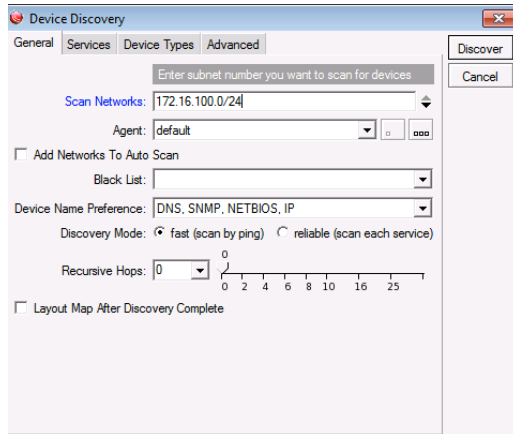 Device Discovery
General Services Device Types Advanced
Discover
Cancel
Enter subnet number you want to scan for devices
Scan Networks: 172.16.100.0/24
Agent: default
Add Networks To Auto Scan
Black List:
Device Name Preference: DNS, SNMP, NETBIOS, IP
Discovery Mode: fast (scan by ping) reliable (scan each service)
0
Recursive Hops: 0
0 2 4 6 8 10 16 25
Layout Map After Discovery Complete